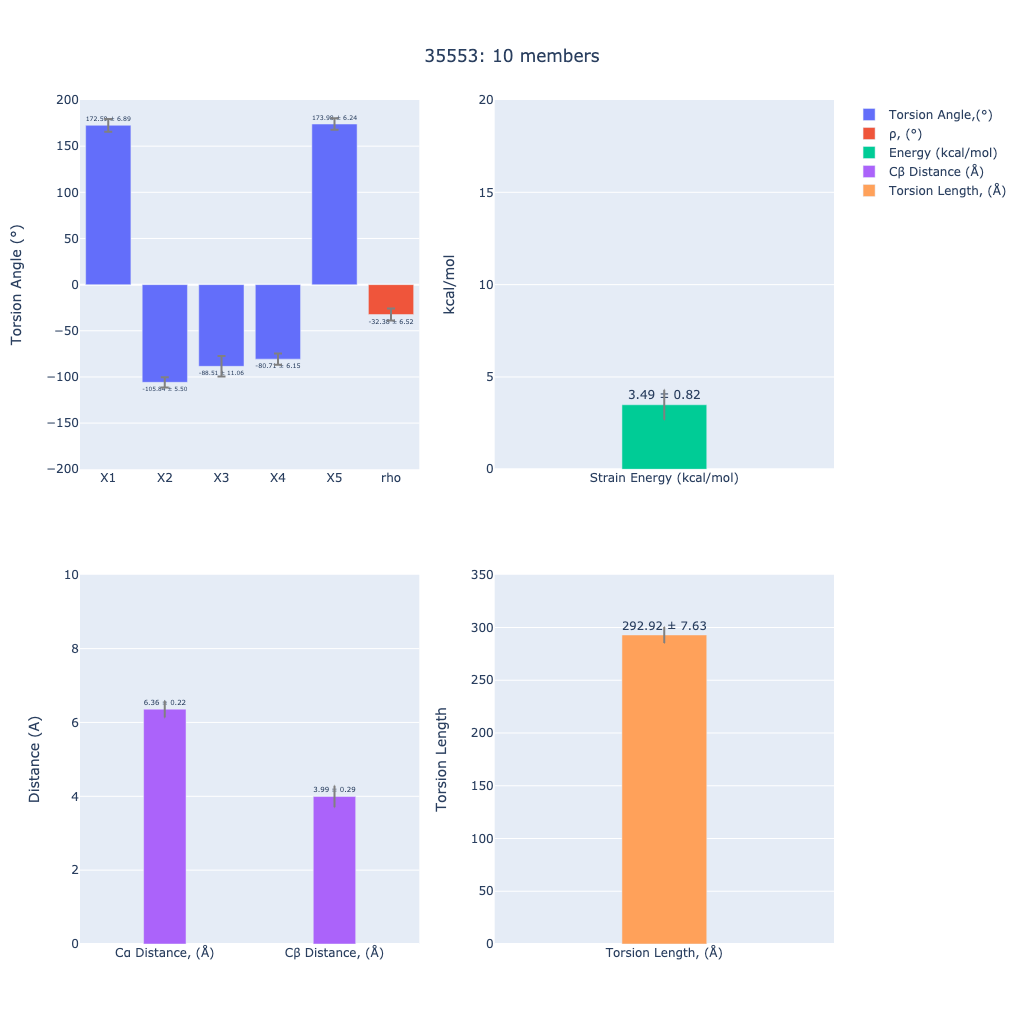 35553: 10 members
200
150
100
50
0
−50
−100
−150
−200
Torsion Angle (°)
172.59 ± 6.89
-105.84 ± 5.50
-88.51 ± 11.06
-80.71 ± 6.15
173.98 ± 6.24
-32.38 ± 6.52
X1 X2 X3 X4 X5 rho
20
15
10
5
0
kcal/mol
3.49 ± 0.82
Strain Energy (kcal/mol)
Torsion Angle,(°)
ρ, (°)
Energy (kcal/mol)
Cβ Distance (Å)
Torsion Length, (Å)
10
8
6
4
2
0
Distance (A)
6.36 ± 0.22
3.99 ± 0.29
Cα Distance, (Å) Cβ Distance, (Å)
350
300
250
200
150
100
50
0
Torsion Length
292.92 ± 7.63
Torsion Length, (Å)